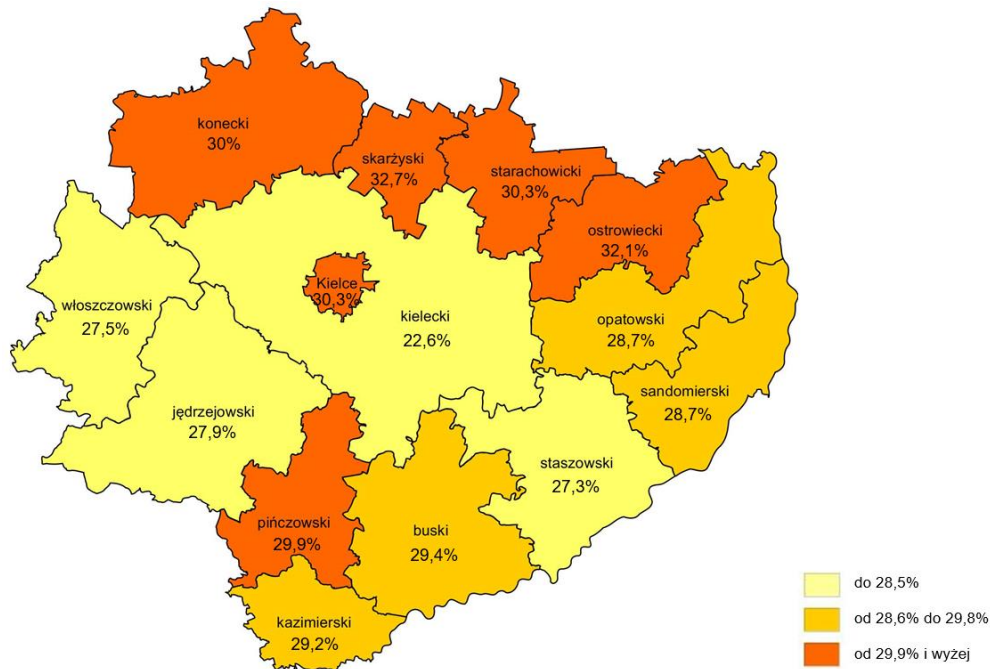 konecki
30%
skarżyski
32,7%
starachowicki
30,3%
ostrowiecki
32,1%
Kielce
30,3%
włoszczowski
27,5%
kielecki
22,6%
opatowski
28,7%
sandomierski
28,7%
jędrzejowski
27,9%
staszowski
27,3%
pińczowski
29,9%
buski
29,4%
kazimierski
29,2%
do 28,5%
od 28,6% do 29,8%
od 29,9% i wyżej